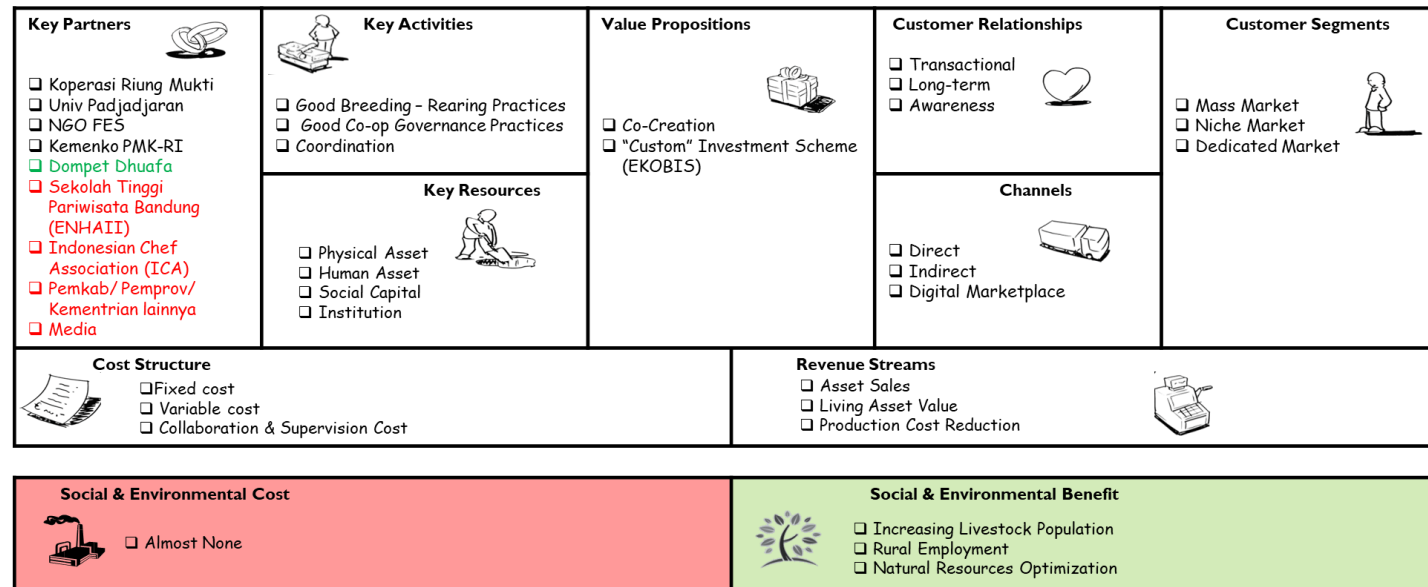 Key Partners
❑ Koperasi Riung Mukti
❑ Univ Padjadjaran
❑ NGO FES
❑ Kemenko PMK-RI
❑ Dompet Dhuafa
❑ Sekolah Tinggi
Pariwisata Bandung
(ENHAII)
❑ Indonesian Chef
Association (ICA)
❑ Pemkab/ Pemprov/
Kementrian lainnya
❑ Media
Key Activities
❑ Good Breeding – Rearing Practices
❑ Good Co-op Governance Practices
❑ Coordination
Key Resources
❑ Physical Asset
❑ Human Asset
❑ Social Capital
❑ Institution
Value Propositions
❑ Co-Creation
❑ “Custom” Investment Scheme
(EKOBIS)
Customer Relationships
❑ Transactional
❑ Long-term
❑ Awareness
Channels
❑ Direct
❑ Indirect
❑ Digital Marketplace
Customer Segments
❑ Mass Market
❑ Niche Market
❑ Dedicated Market
Cost Structure
❑Fixed cost
❑ Variable cost
❑ Collaboration & Supervision Cost
Revenue Streams
❑ Asset Sales
❑ Living Asset Value
❑ Production Cost Reduction
Social & Environmental Cost
❑ Almost None
Social & Environmental Benefit
❑ Increasing Livestock Population
❑ Rural Employment
❑ Natural Resources Optimization